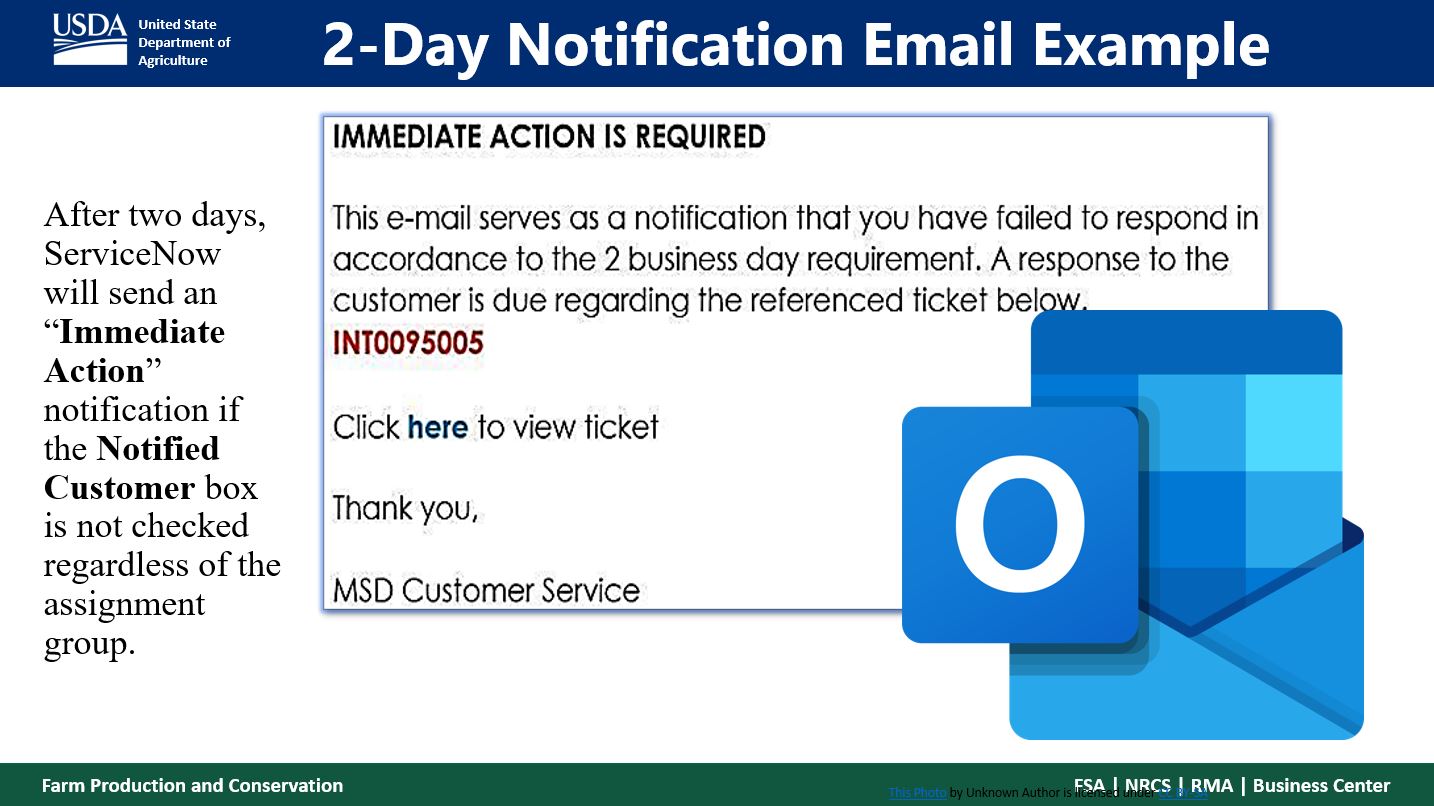 USDA
United State
Department of
Agriculture
2-Day Notification Email Example
After two days,
ServiceNow
will send an
“Immediate
Action”
notification if
the Notified
Customer box
is not checked
regardless of the
assignment
group.
IMMEDIATE ACTION IS REQUIRED
This e-mail serves as a notification that you have failed to respond in
accordance to the 2 business day requirement. A response to the
customer is due regarding the referenced ticket below.
INT0095005
Click here to view ticket
Thank you,
MSD Customer Service
O
Farm Production and Conservation
FSA | NRCS | RMA | Business Center
This Photo by Unknown Author is licensed under CC BY-SA